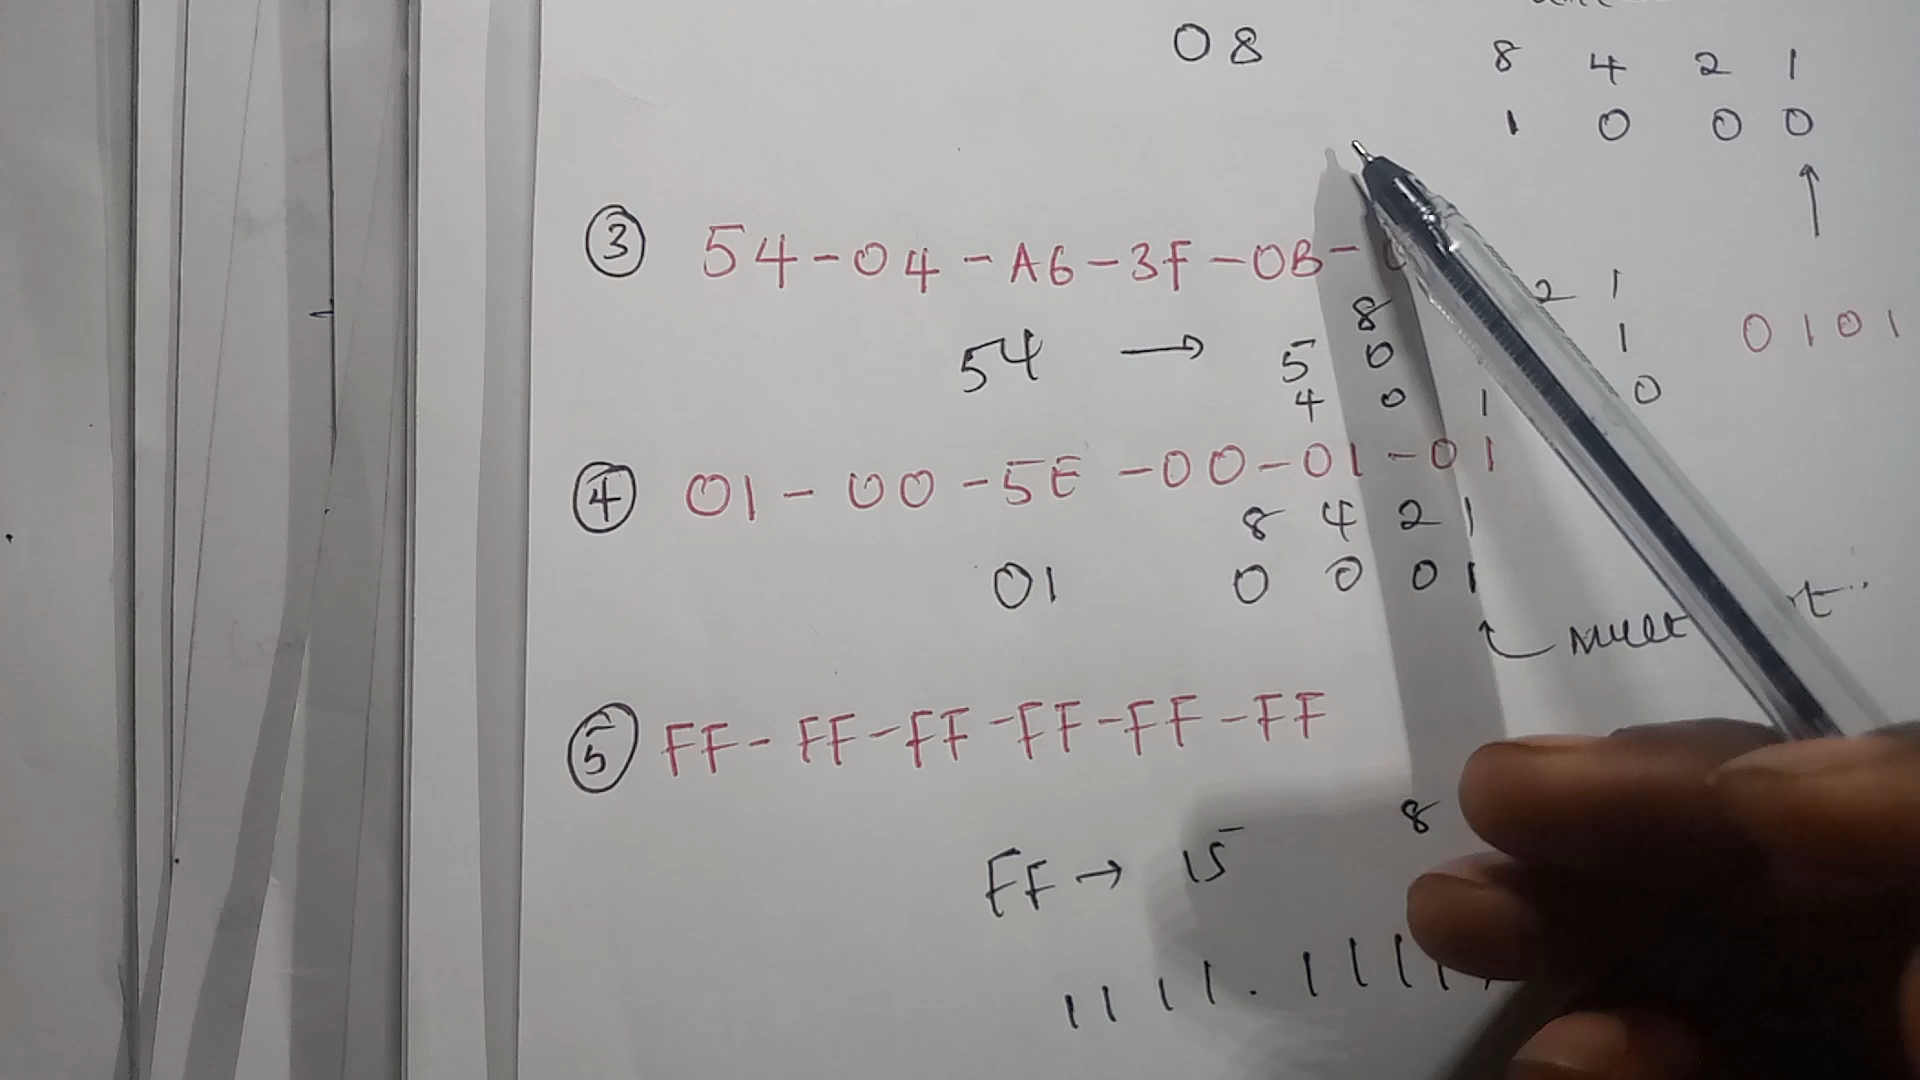 08
8 4 2 1
1 0 0 0
3 54-04-A6-3F-0B-
8 2 1
54 → 5 0 1 0101
4 0 1 0
4 01-00-5E-00-01-01
8 4 2 1
01 0 0 0 1
5 FF-FF-FF-FF-FF-FF
8
FF → 15
1111.1111